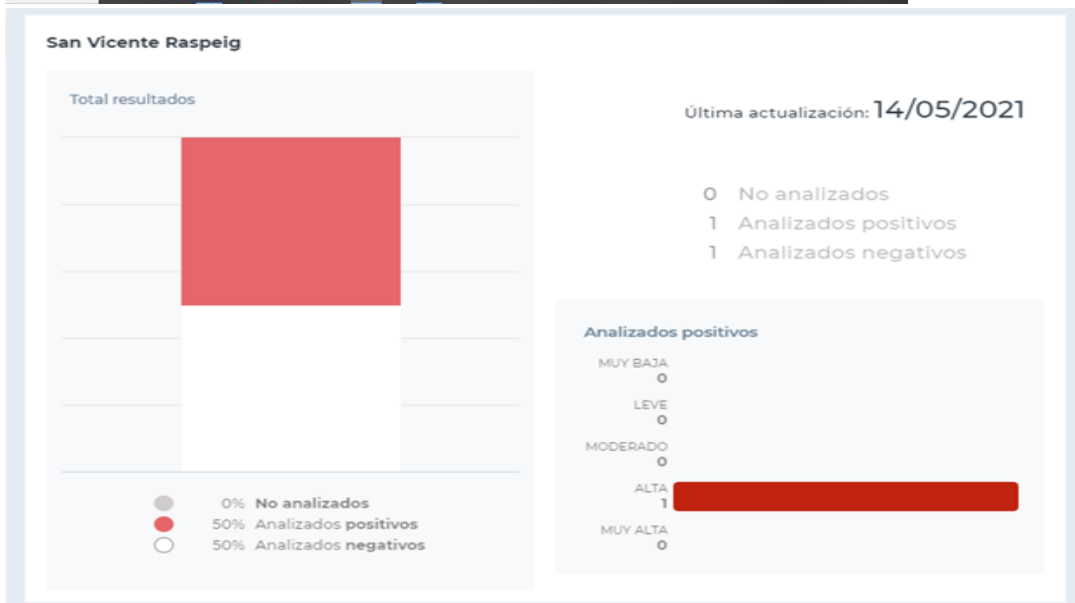 San Vicente Raspeig
Total resultados
Última actualización: 14/05/2021
0 No analizados
1 Analizados positivos
1 Analizados negativos
0% No analizados
50% Analizados positivos
50% Analizados negativos
Analizados positivos
MUY BAJA
0
LEVE
0
MODERADO
0
ALTA
1
MUY ALTA
0